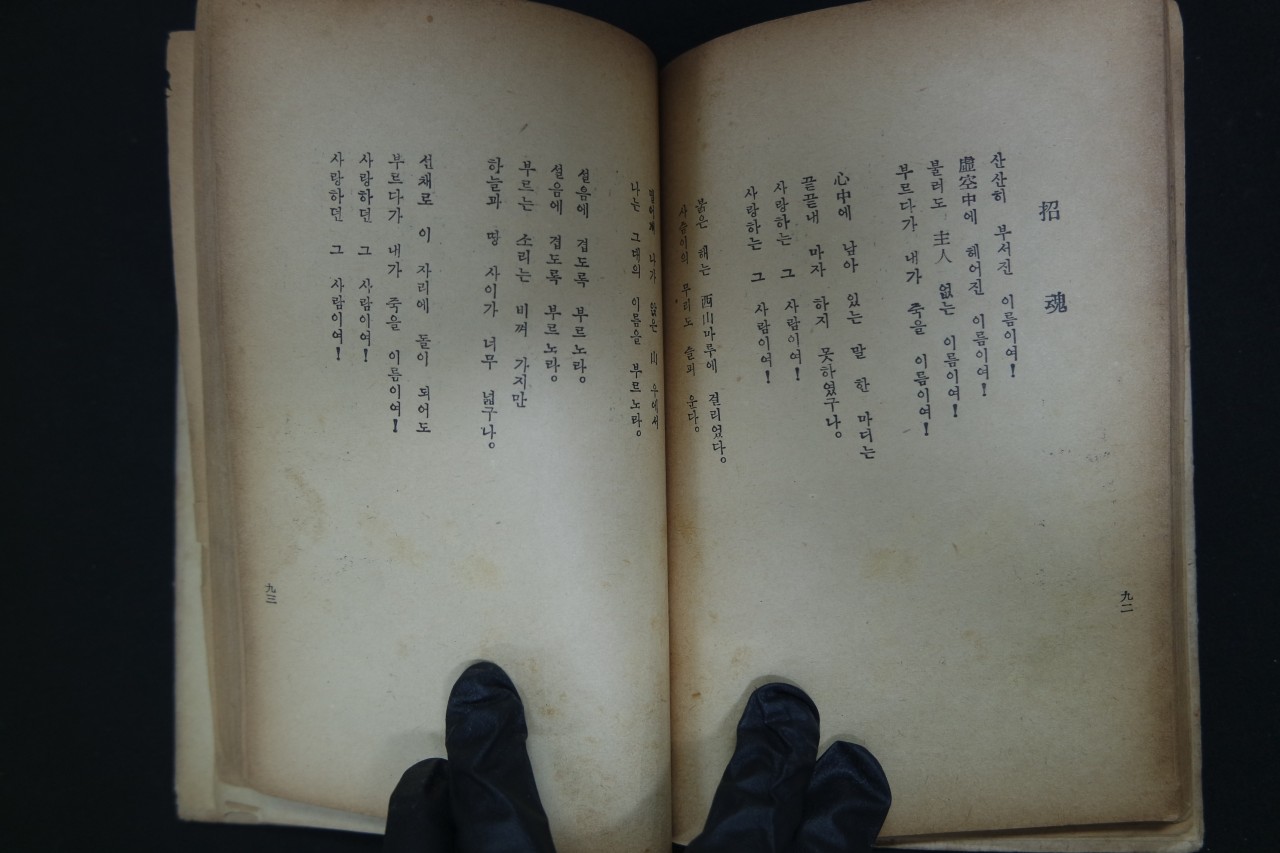 招魂
산산히 부서진 이름이여!
虛空中에 헤어진 이름이여!
불러도 主人 없는 이름이여!
부르다가 내가 죽을 이름이여!
心中에 남아 있는 말 한 마디는
끝끝내 마자 하지 못하였구나。
사랑하는 그 사람이여!
사랑하는 그 사람이여!
붉은 해는 西山마루에 걸리었다。
사슴이의 무리도 슬피 운다。
九二
나가 앉은 山 우에서
나는 그대의 이름을 부르노라。
설음에 겹도록 부르노라。
설음에 겹도록 부르노라。
부르는 소리는 비껴 가지만
하늘과 땅 사이가 너무 넓구나。
선채로 이 자리에 돌이 되어도
부르다가 내가 죽을 이름이여!
사랑하던 그 사람이여!
사랑하던 그 사람이여!
九三